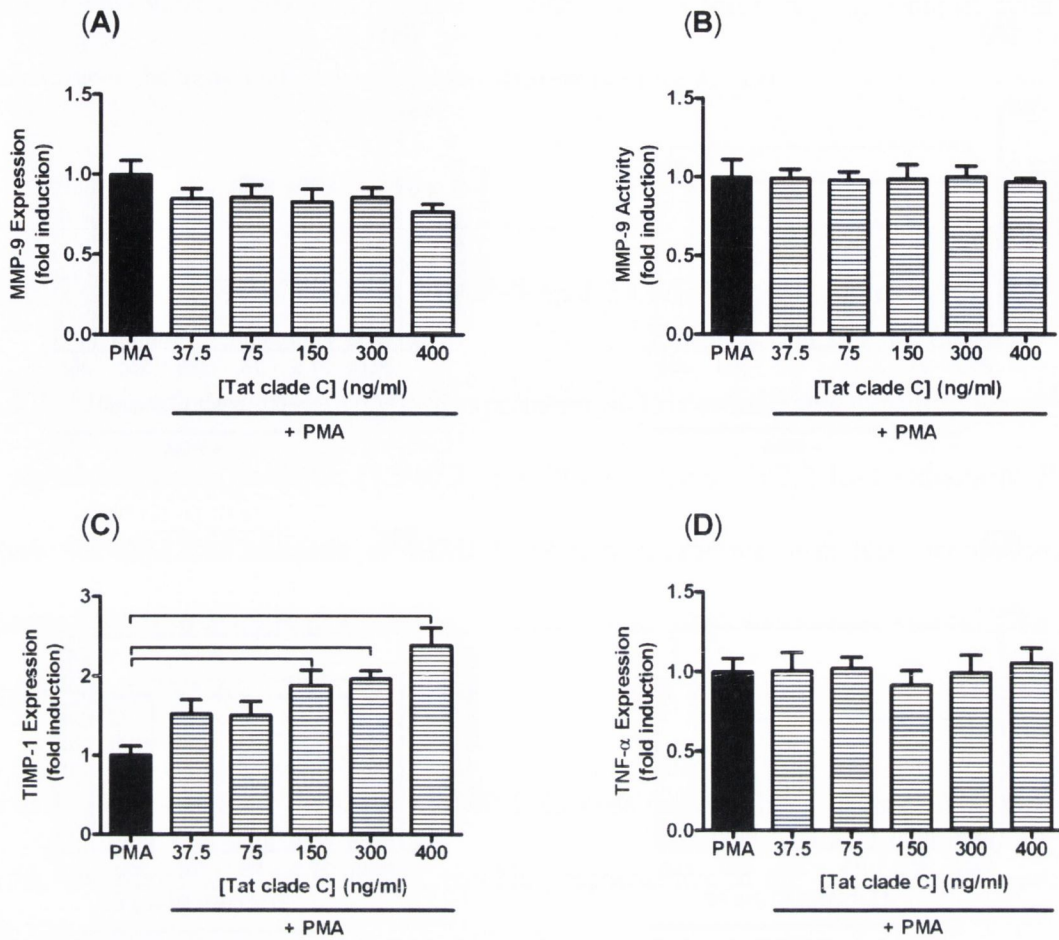 (A)
MMP-9 Expression
(fold induction)
1.5
1.0
0.5
0.0
PMA 37.5 75 150 300 400
[Tat clade C] (ng/ml)
+ PMA
(B)
MMP-9 Activity
(fold induction)
1.5
1.0
0.5
0.0
PMA 37.5 75 150 300 400
[Tat clade C] (ng/ml)
+ PMA
(C)
TIMP-1 Expression
(fold induction)
3
2
1
0
PMA 37.5 75 150 300 400
[Tat clade C] (ng/ml)
+ PMA
(D)
TNF-α Expression
(fold induction)
1.5
1.0
0.5
0.0
PMA 37.5 75 150 300 400
[Tat clade C] (ng/ml)
+ PMA